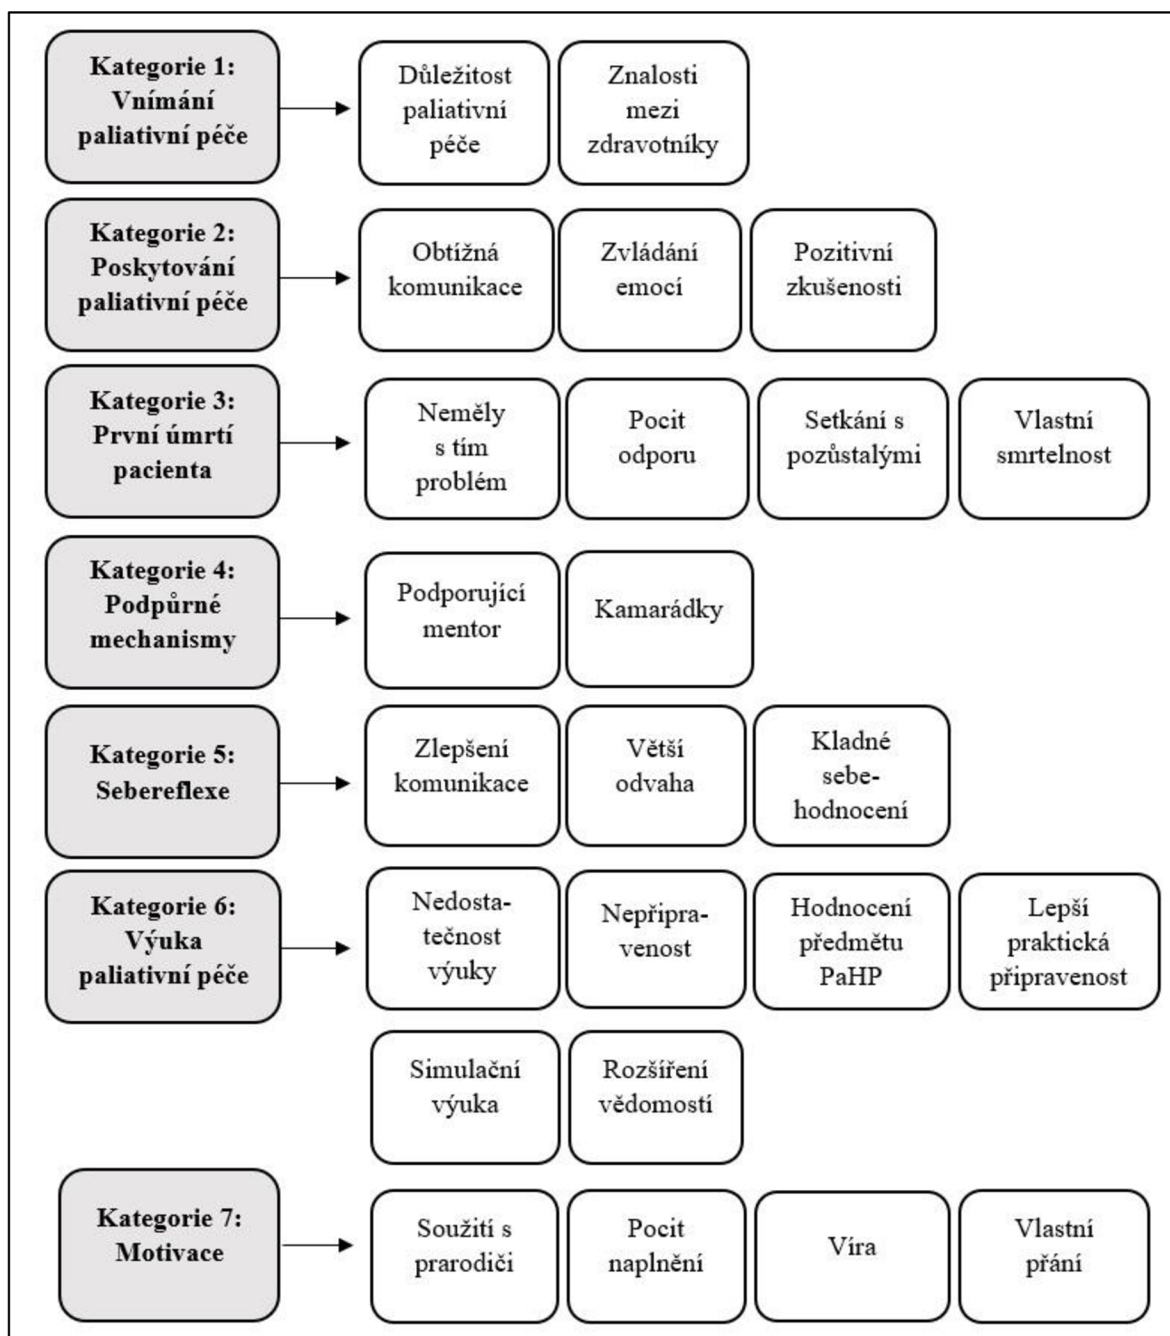 Kategorie 1:
Vnímání
paliativní péče
Důležitost
paliativní
péče
Znalosti
mezi
zdravotníky
Kategorie 2:
Poskytování
paliativní péče
Obtížná
komunikace
Zvládání
emocí
Pozitivní
zkušenosti
Kategorie 3:
První úmrtí
pacienta
Neměly
s tím
problém
Pocit
odporu
Setkání s
pozůstalými
Vlastní
smrtelnost
Kategorie 4:
Podpůrné
mechanismy
Podporující
mentor
Kamarádky
Kategorie 5:
Sebereflexe
Zlepšení
komunikace
Větší
odvaha
Kladné
sebe-
hodnocení
Kategorie 6:
Výuka
paliativní péče
Nedosta-
tečnost
výuky
Nepřipra-
venost
Hodnocení
předmětu
PaHP
Lepší
praktická
připravenost
Simulační
výuka
Rozšíření
vědomostí
Kategorie 7:
Motivace
Soužití s
prarodiči
Pocit
naplnění
Víra
Vlastní
přání